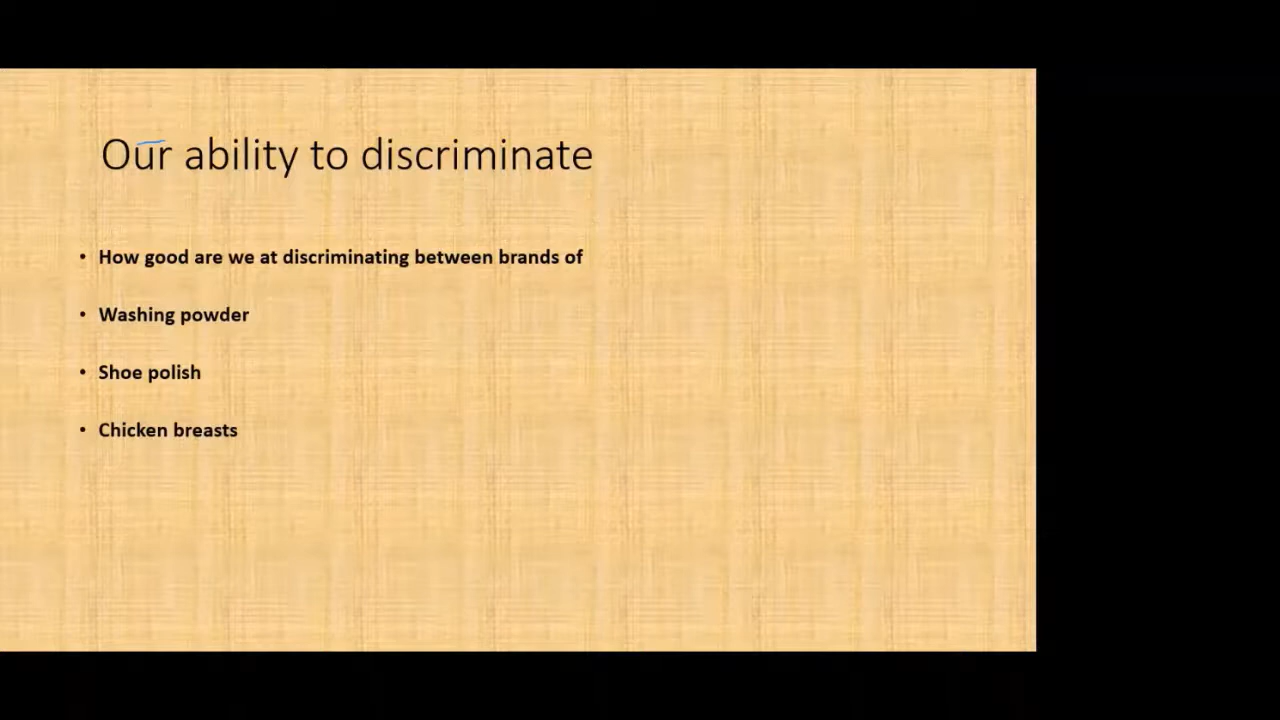 Our ability to discriminate
• How good are we at discriminating between brands of
• Washing powder
• Shoe polish
• Chicken breasts